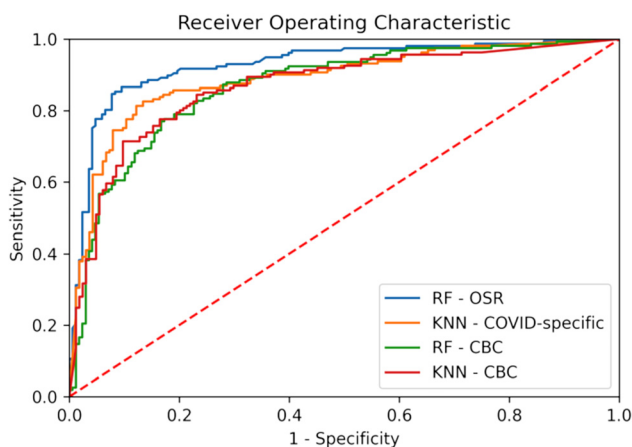 Receiver Operating Characteristic
1.0
0.8
0.6
0.4
0.2
0.0
Sensitivity
RF - OSR
KNN - COVID-specific
RF - CBC
KNN - CBC
0.0 0.2 0.4 0.6 0.8 1.0
1 - Specificity